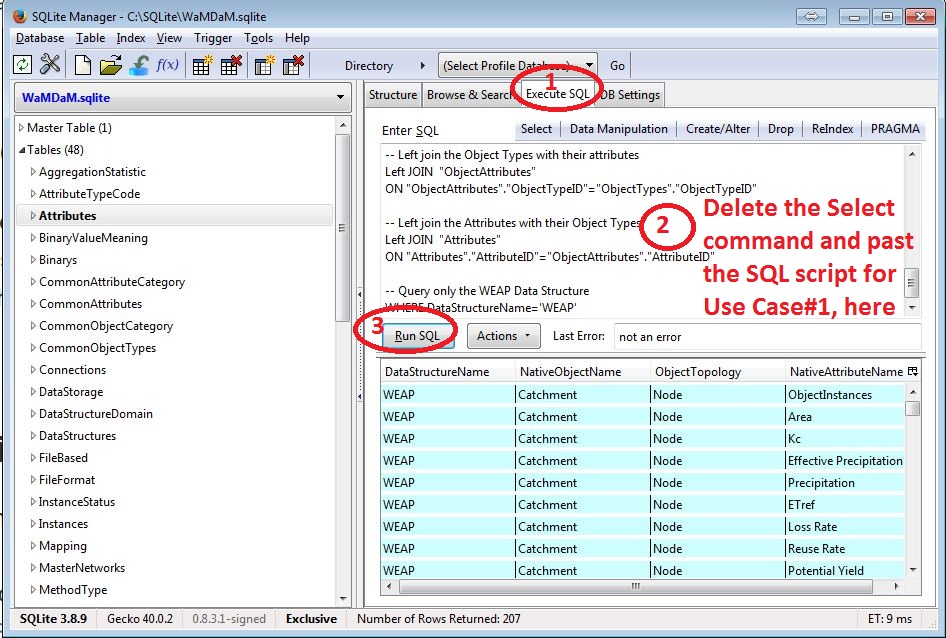 SQLite Manager - C:\SQLite\WaMDaM.sqlite
Database Table Index View Trigger Tools Help
f(x) Directory (Select Profile Database) Go
WaMDaM.sqlite
Master Table (1)
Tables (48)
AggregationStatistic
AttributeTypeCode
Attributes
BinaryValueMeaning
Binarys
CommonAttributeCategory
CommonAttributes
CommonObjectCategory
CommonObjectTypes
Connections
DataStorage
DataStructureDomain
DataStructures
FileBased
FileFormat
InstanceStatus
Instances
Mapping
MasterNetworks
MethodType
Structure Browse & Search Execute SQL DB Settings
1
Enter SQL Select Data Manipulation Create/Alter Drop ReIndex PRAGMA
-- Left join the Object Types with their attributes
Left JOIN "ObjectAttributes"
ON "ObjectAttributes"."ObjectTypeID"="ObjectTypes"."ObjectTypeID"
-- Left join the Attributes with their Object Types
Left JOIN "Attributes"
ON "Attributes"."AttributeID"="ObjectAttributes"."AttributeID"
-- Query only the WEAP Data Structure
WHERE DataStructureName='WEAP'
2
Delete the Select
command and past
the SQL script for
Use Case#1, here
3
Run SQL Actions Last Error: not an error
DataStructureName NativeObjectName ObjectTopology NativeAttributeName
WEAP Catchment Node ObjectInstances
WEAP Catchment Node Area
WEAP Catchment Node Kc
WEAP Catchment Node Effective Precipitation
WEAP Catchment Node Precipitation
WEAP Catchment Node ETref
WEAP Catchment Node Loss Rate
WEAP Catchment Node Reuse Rate
WEAP Catchment Node Potential Yield
SQLite 3.8.9 Gecko 40.0.2 0.8.3.1-signed Exclusive Number of Rows Returned: 207 ET: 9 ms